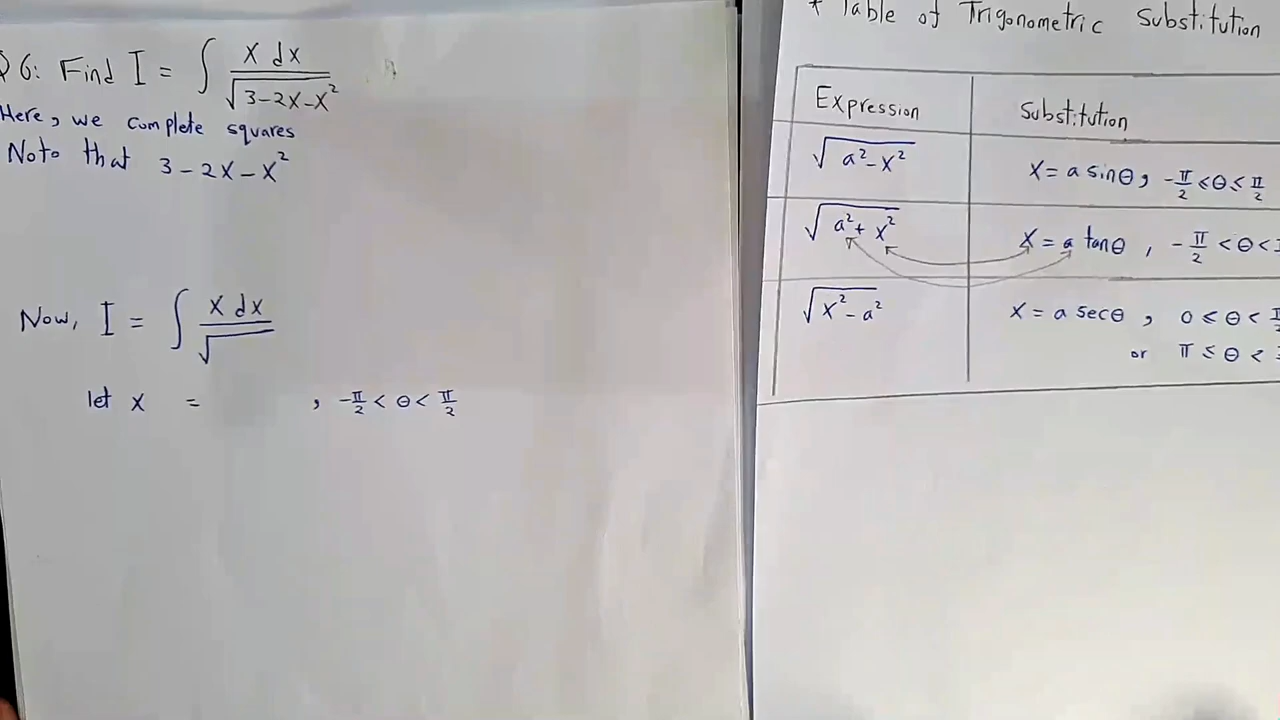 Q6: Find I = ∫ x dx / √(3-2x-x²)
Here, we complete squares
Note that 3-2x-x²
Now, I = ∫ x dx / √
let x = , -π/2 < θ < π/2
* Table of Trigonometric Substitution
Expression Substitution
√(a²-x²) x = a sinθ, -π/2 ≤ θ ≤ π/2
√(a²+x²) x = a tanθ, -π/2 < θ <
√(x²-a²) x = a secθ, 0 ≤ θ <
or π ≤ θ <